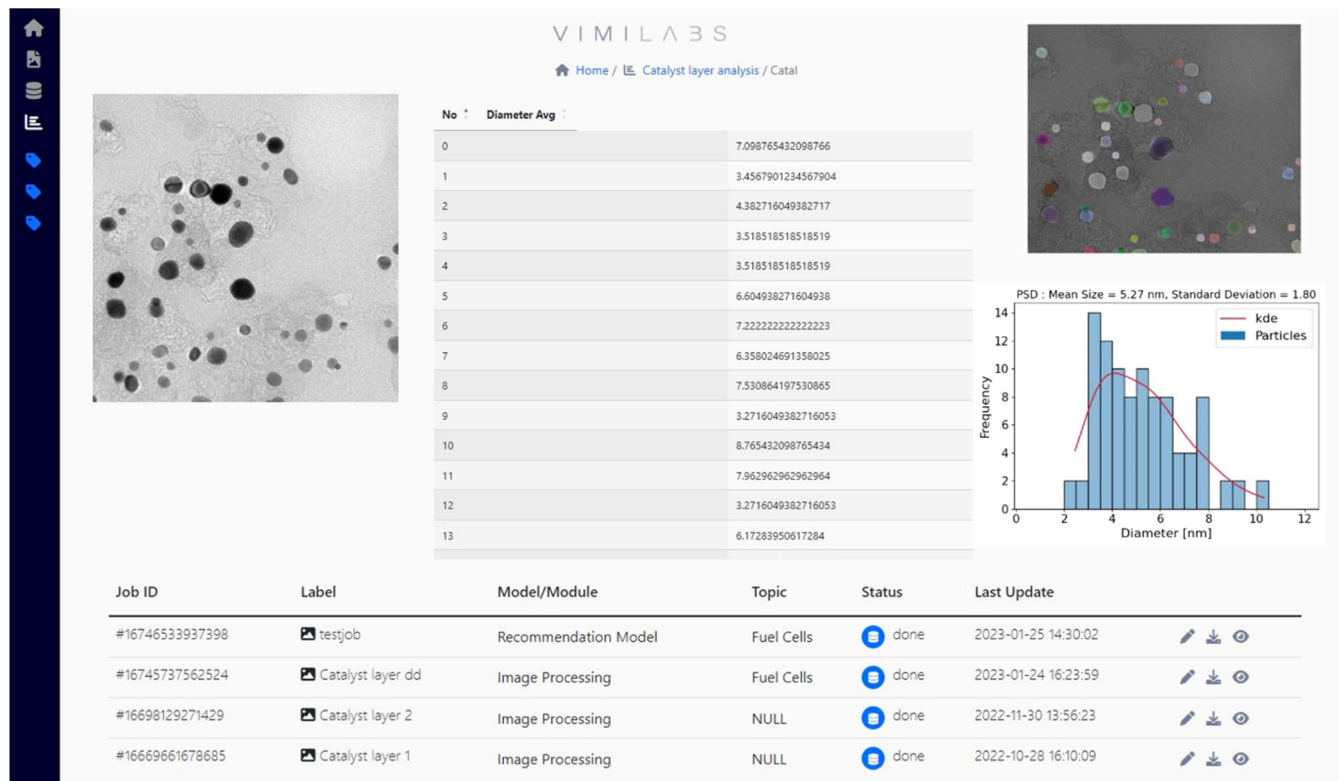 VIMILABS
Home / Catalyst layer analysis / Catal
No Diameter Avg
0 7.098765432098766
1 3.4567901234567904
2 4.382716049382717
3 3.518518518518519
4 3.518518518518519
5 6.604938271604938
6 7.222222222222223
7 6.358024691358025
8 7.530864197530865
9 3.2716049382716053
10 8.765432098765434
11 7.962962962962964
12 3.2716049382716053
13 6.17283950617284
PSD : Mean Size = 5.27 nm, Standard Deviation = 1.80
kde
Particles
Frequency
14
12
10
8
6
4
2
0
0 2 4 6 8 10 12
Diameter [nm]
Job ID Label Model/Module Topic Status Last Update
#16746533937398 testjob Recommendation Model Fuel Cells done 2023-01-25 14:30:02
#16745737562524 Catalyst layer dd Image Processing Fuel Cells done 2023-01-24 16:23:59
#16698129271429 Catalyst layer 2 Image Processing NULL done 2022-11-30 13:56:23
#16669661678685 Catalyst layer 1 Image Processing NULL done 2022-10-28 16:10:09